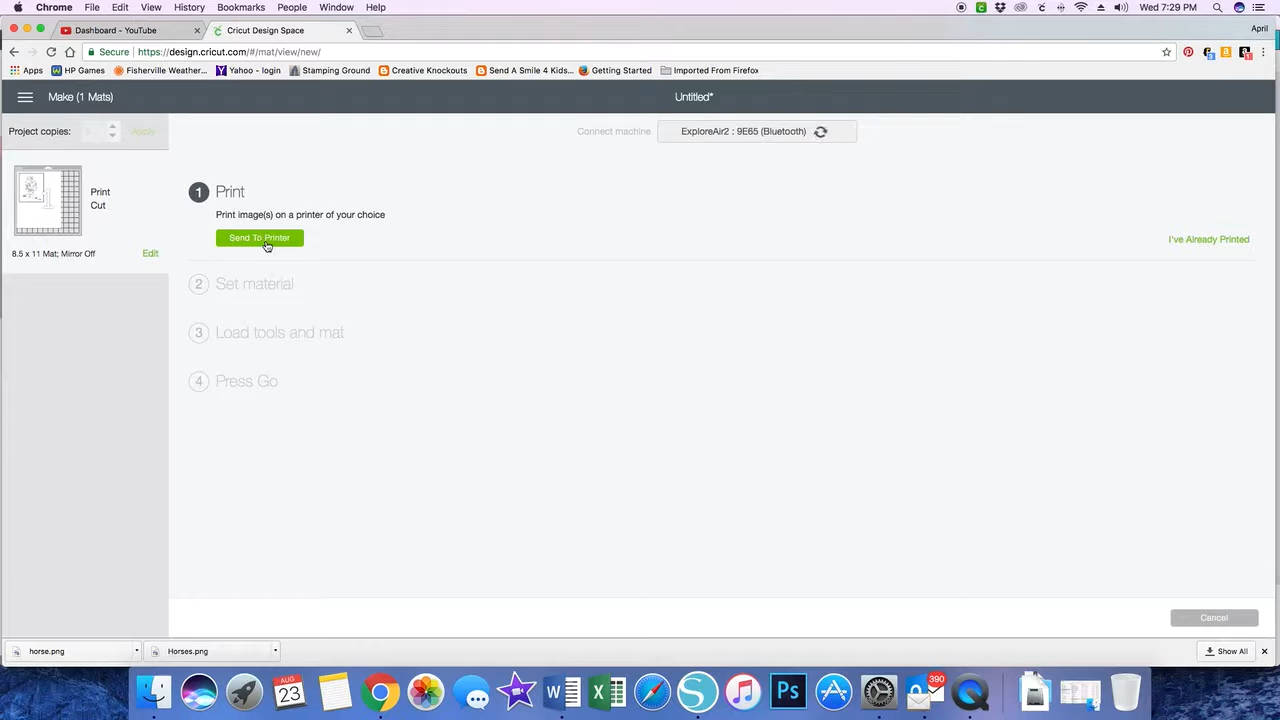 Chrome File Edit View History Bookmarks People Window Help Wed 7:29 PM
Dashboard - YouTube Cricut Design Space April
Secure https://design.cricut.com/#/mat/view/new/
Apps HP Games Fisherville Weather... Yahoo - login Stamping Ground Creative Knockouts Send A Smile 4 Kids... Getting Started Imported From Firefox
Make (1 Mats) Untitled*
Project copies: Apply Connect machine ExploreAir2 : 9E65 (Bluetooth)
1 Print
Print
Cut
Print image(s) on a printer of your choice
Send To Printer I've Already Printed
8.5 x 11 Mat; Mirror Off Edit
2 Set material
3 Load tools and mat
4 Press Go
Cancel
horse.png Horses.png Show All
AUG
23
390
Ps